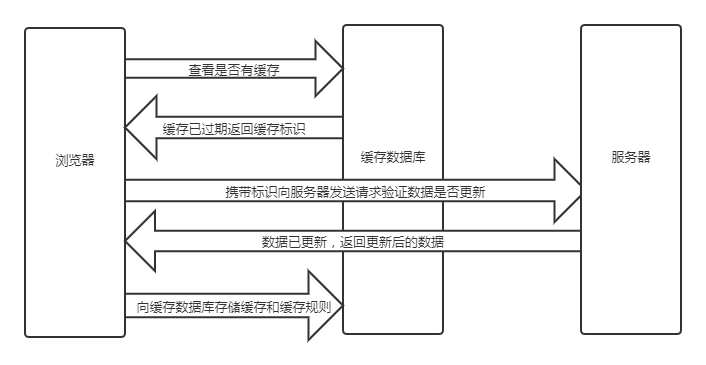 查看是否有缓存
缓存已过期返回缓存标识
浏览器
缓存数据库
服务器
携带标识向服务器发送请求验证数据是否更新
数据已更新，返回更新后的数据
向缓存数据库存储缓存和缓存规则